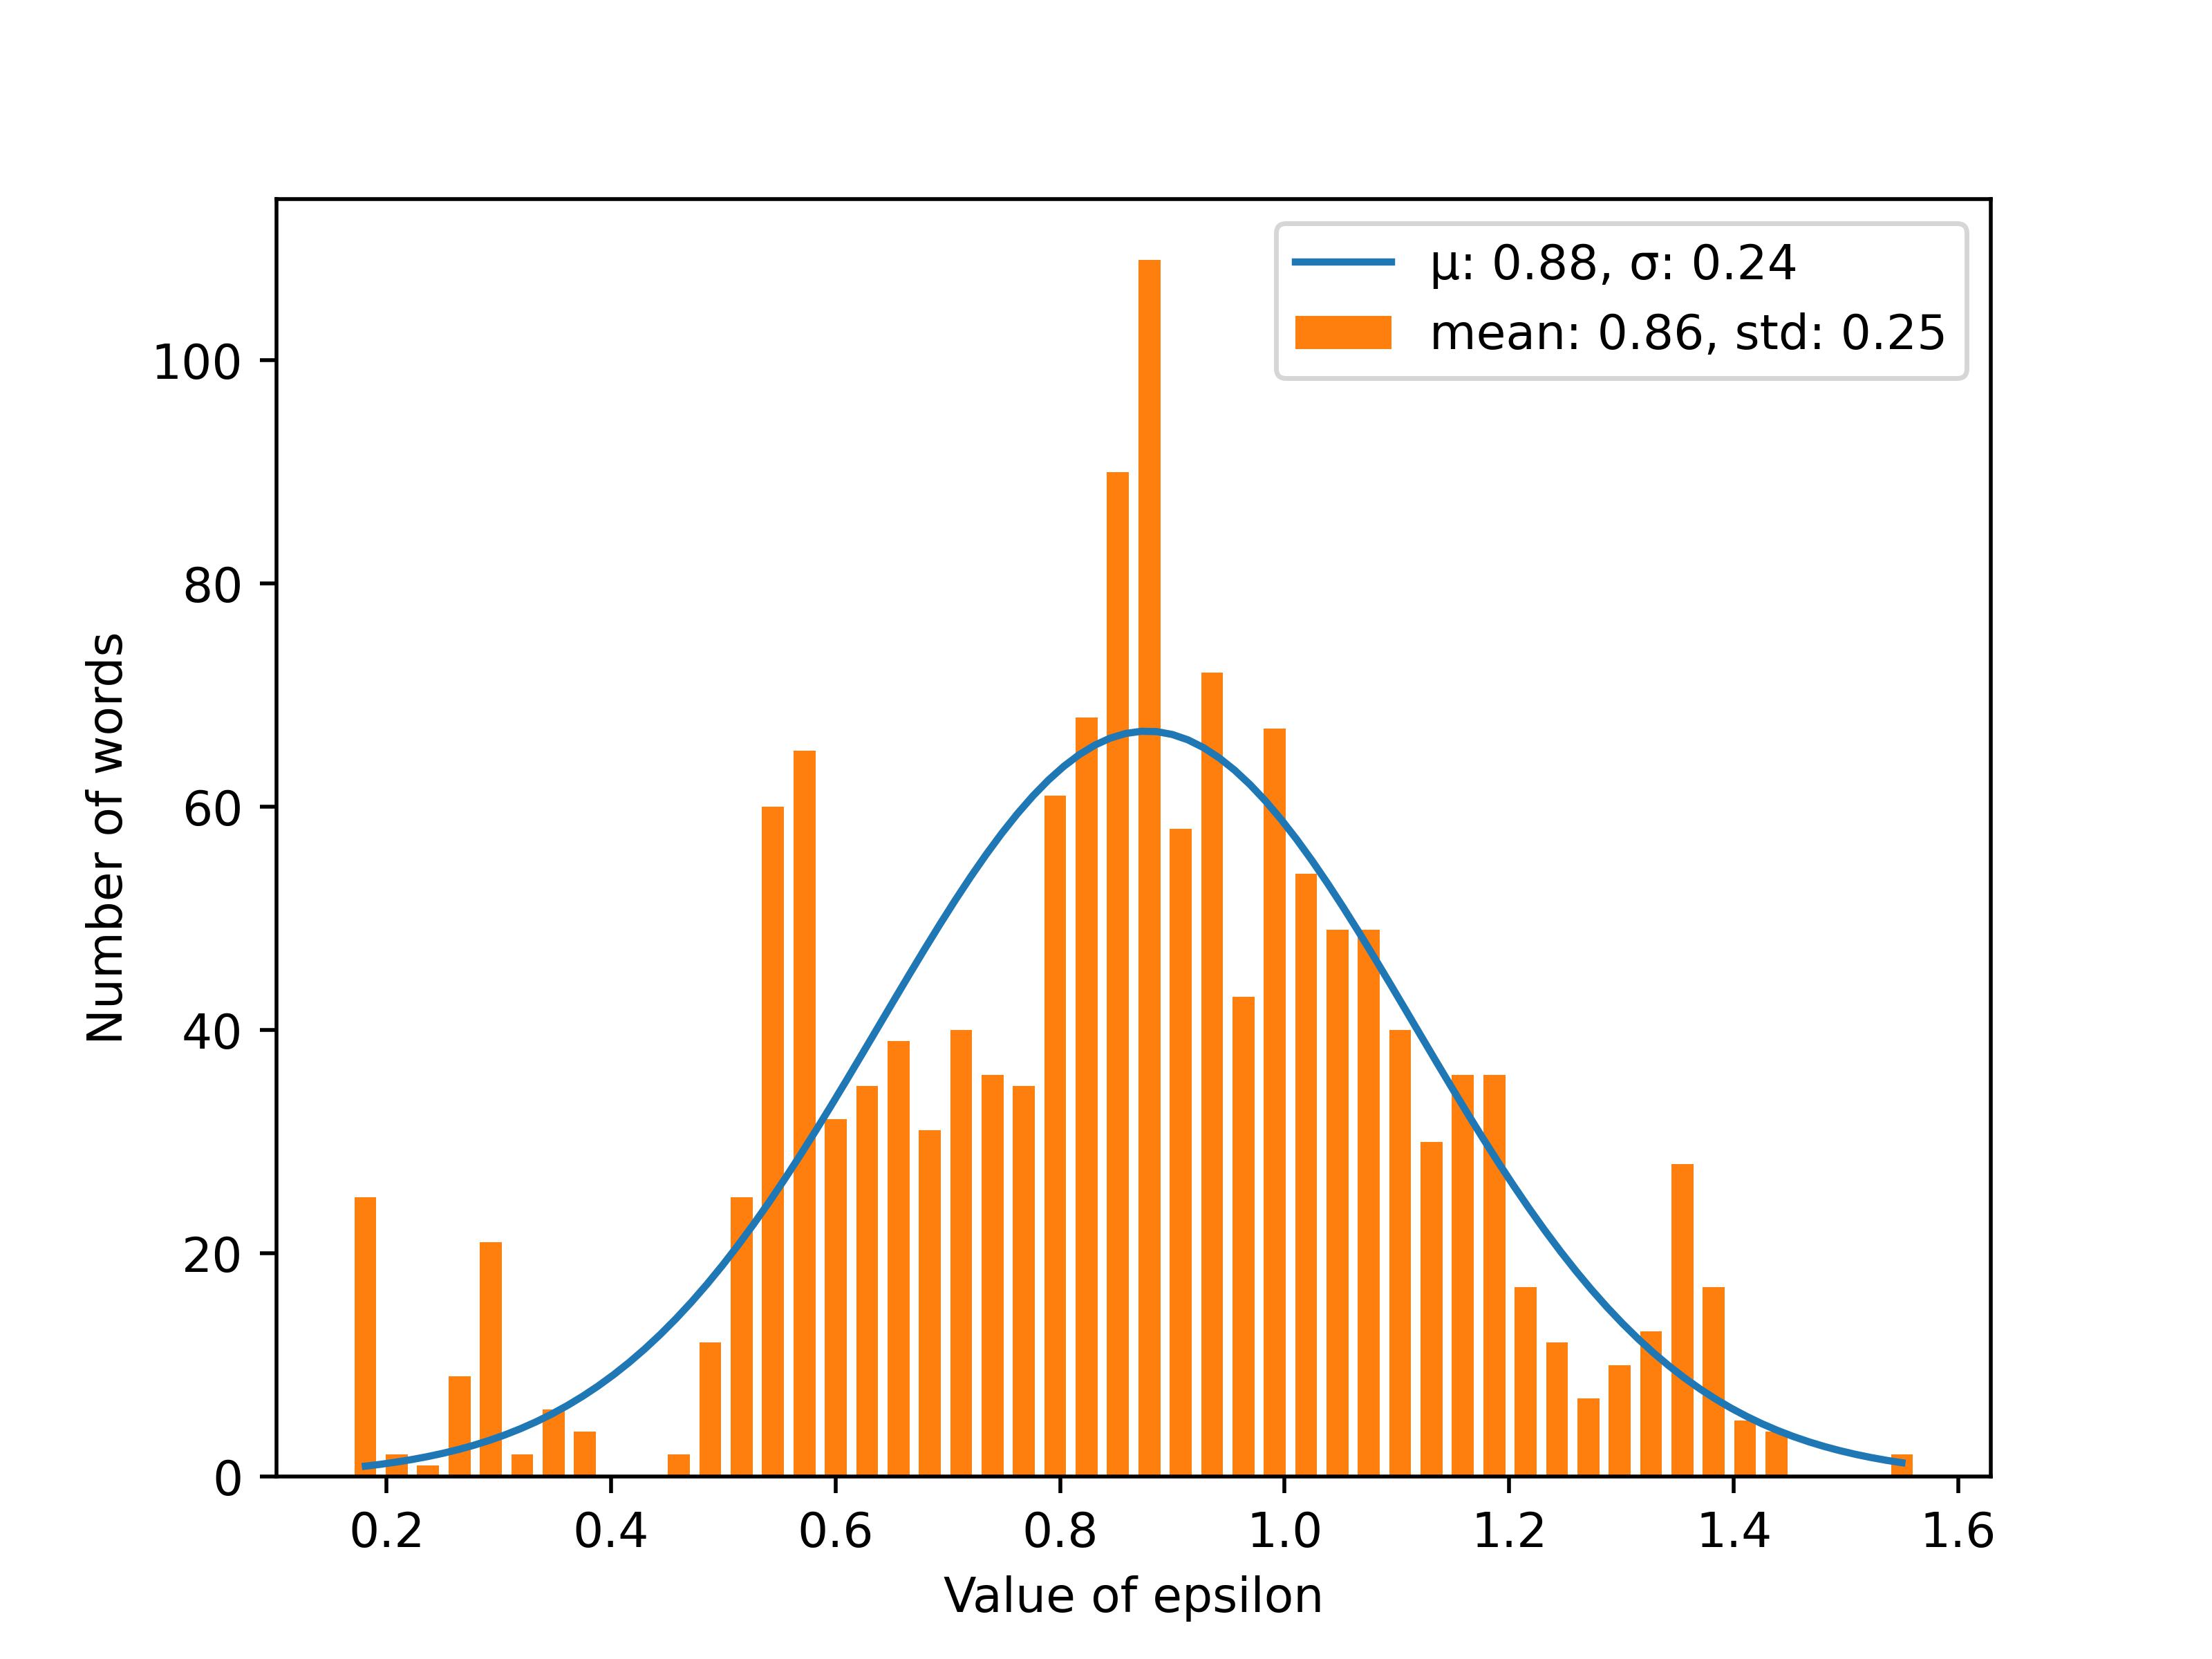 μ: 0.88, σ: 0.24
mean: 0.86, std: 0.25
100
80
60
40
20
0
Number of words
0.2 0.4 0.6 0.8 1.0 1.2 1.4 1.6
Value of epsilon